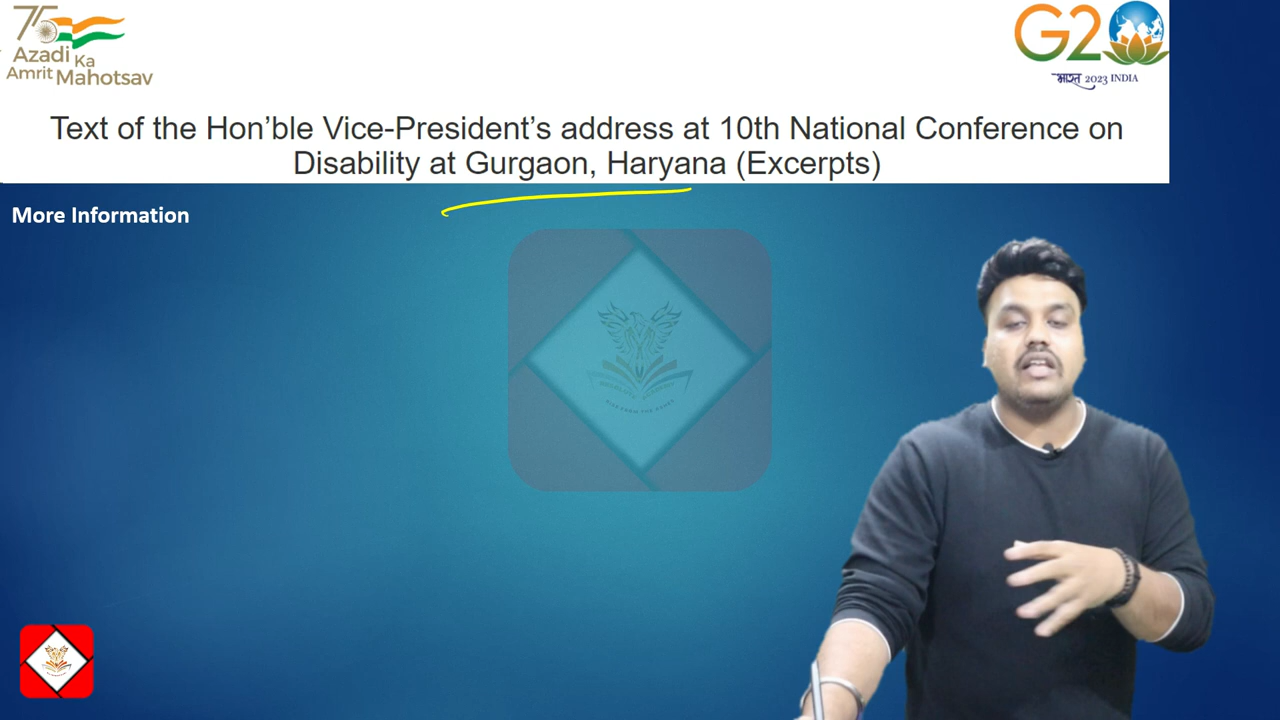 75
Azadi Ka
Amrit Mahotsav
G20
भारत 2023 INDIA
Text of the Hon’ble Vice-President’s address at 10th National Conference on
Disability at Gurgaon, Haryana (Excerpts)
More Information